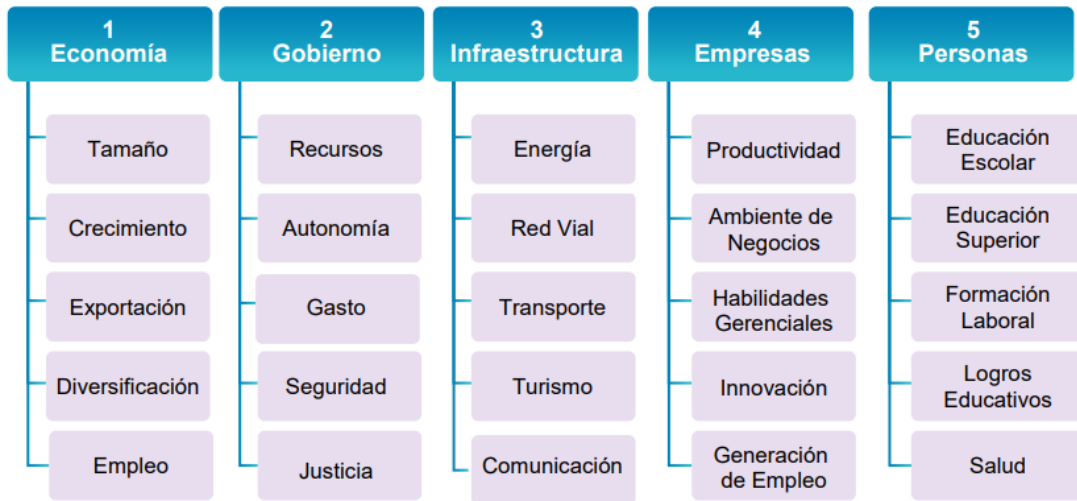 1
Economía
Tamaño
Crecimiento
Exportación
Diversificación
Empleo
2
Gobierno
Recursos
Autonomía
Gasto
Seguridad
Justicia
3
Infraestructura
Energía
Red Vial
Transporte
Turismo
Comunicación
4
Empresas
Productividad
Ambiente de
Negocios
Habilidades
Gerenciales
Innovación
Generación
de Empleo
5
Personas
Educación
Escolar
Educación
Superior
Formación
Laboral
Logros
Educativos
Salud